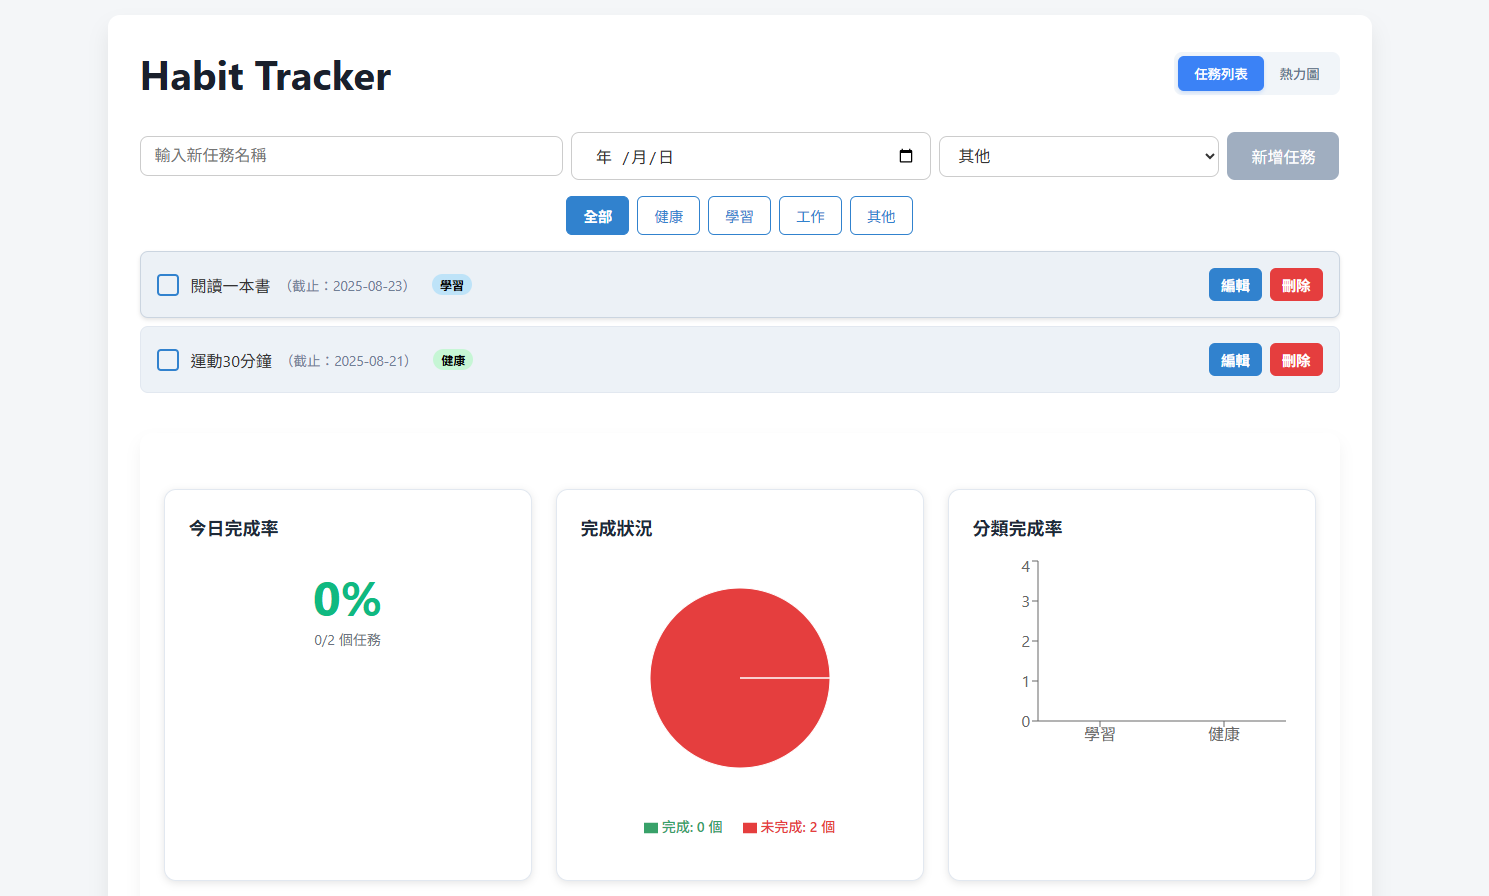 Habit Tracker
任務列表 熱力圖
輸入新任務名稱 年 /月/日 其他 新增任務
全部 健康 學習 工作 其他
閱讀一本書 (截止：2025-08-23) 學習 編輯 刪除
運動30分鐘 (截止：2025-08-21) 健康 編輯 刪除
今日完成率
0%
0/2 個任務
完成狀況
完成: 0 個 未完成: 2 個
分類完成率
4
3
2
1
0
學習 健康